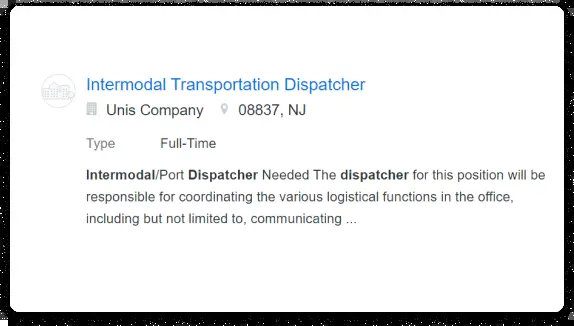 Intermodal Transportation Dispatcher
Unis Company 08837, NJ
Type Full-Time
Intermodal/Port Dispatcher Needed The dispatcher for this position will be
responsible for coordinating the various logistical functions in the office,
including but not limited to, communicating ...